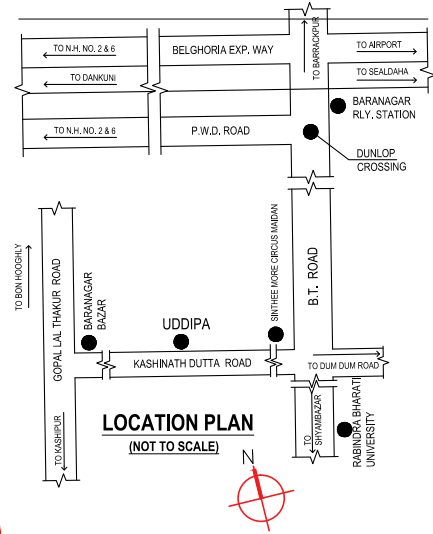 TO N.H. NO. 2 & 6
BELGHORIA EXP. WAY
TO BARRACKPUR
TO AIRPORT
TO DANKUNI
TO SEALDAHA
BARANAGAR
RLY. STATION
TO N.H. NO. 2 & 6
P.W.D. ROAD
DUNLOP
CROSSING
TO BON HOOGHLY
GOPAL LAL THAKUR ROAD
BARANAGAR
BAZAR
UDDIPA
SINTHEE MORE CIRCUS MAIDAN
B.T. ROAD
KASHINATH DUTTA ROAD
TO DUM DUM ROAD
TO KASHIPUR
LOCATION PLAN
(NOT TO SCALE)
TO
SHYAMBAZAR
RABINDRA BHARATI
UNIVERSITY
N